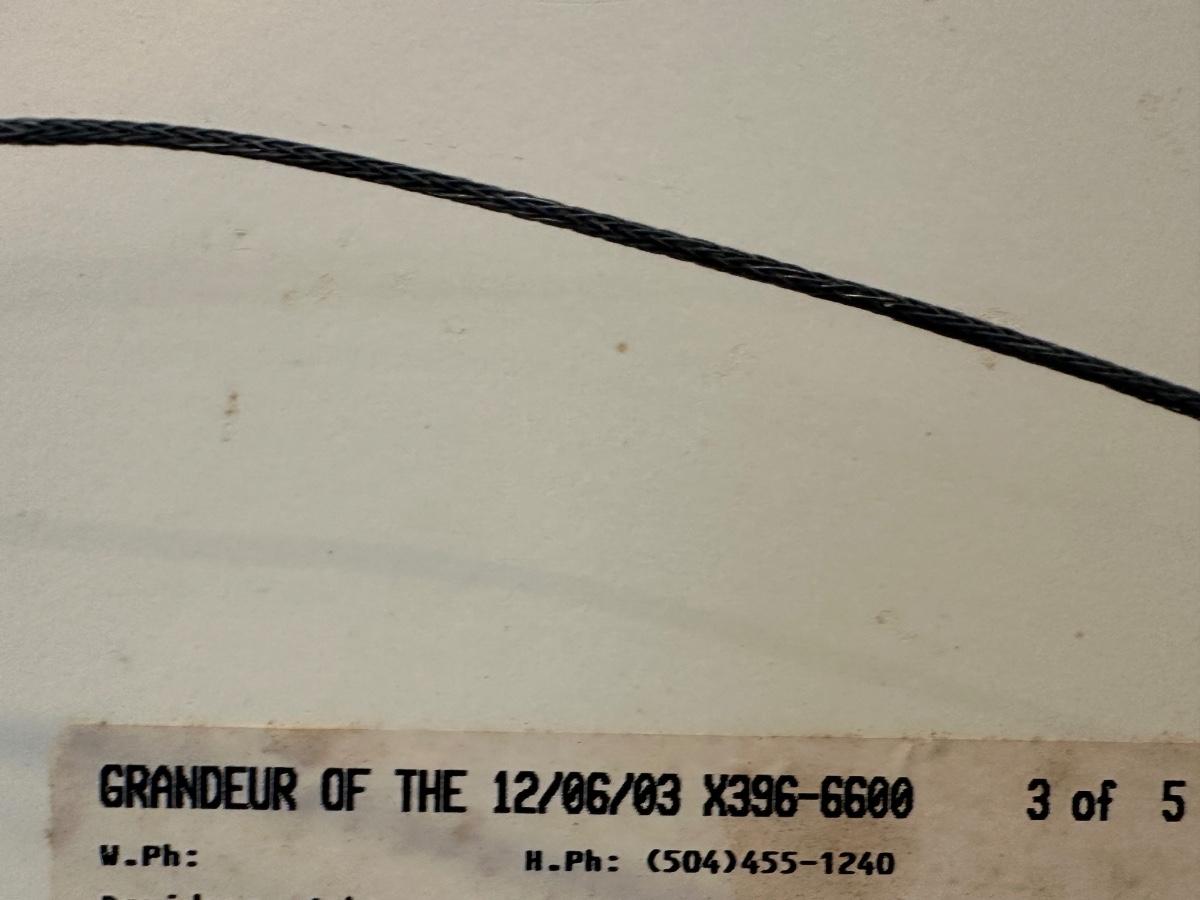 GRANDEUR OF THE 12/06/03 X396-6600 3 of 5
W.Ph: H.Ph: (504)455-1240